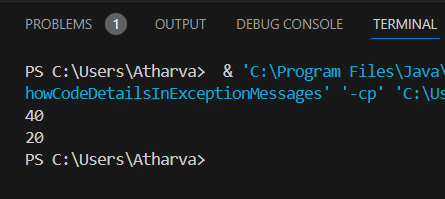 PROBLEMS 1 OUTPUT DEBUG CONSOLE TERMINAL
PS C:\Users\Atharva>  & 'C:\Program Files\Java\
howCodeDetailsInExceptionMessages' '-cp' 'C:\Us
40
20
PS C:\Users\Atharva>